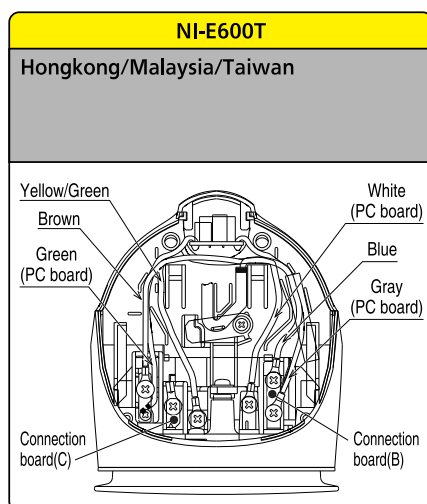 NI-E600T
Hongkong/Malaysia/Taiwan
Yellow/Green
Brown
Green
(PC board)
White
(PC board)
Blue
Gray
(PC board)
Connection
board(C)
Connection
board(B)